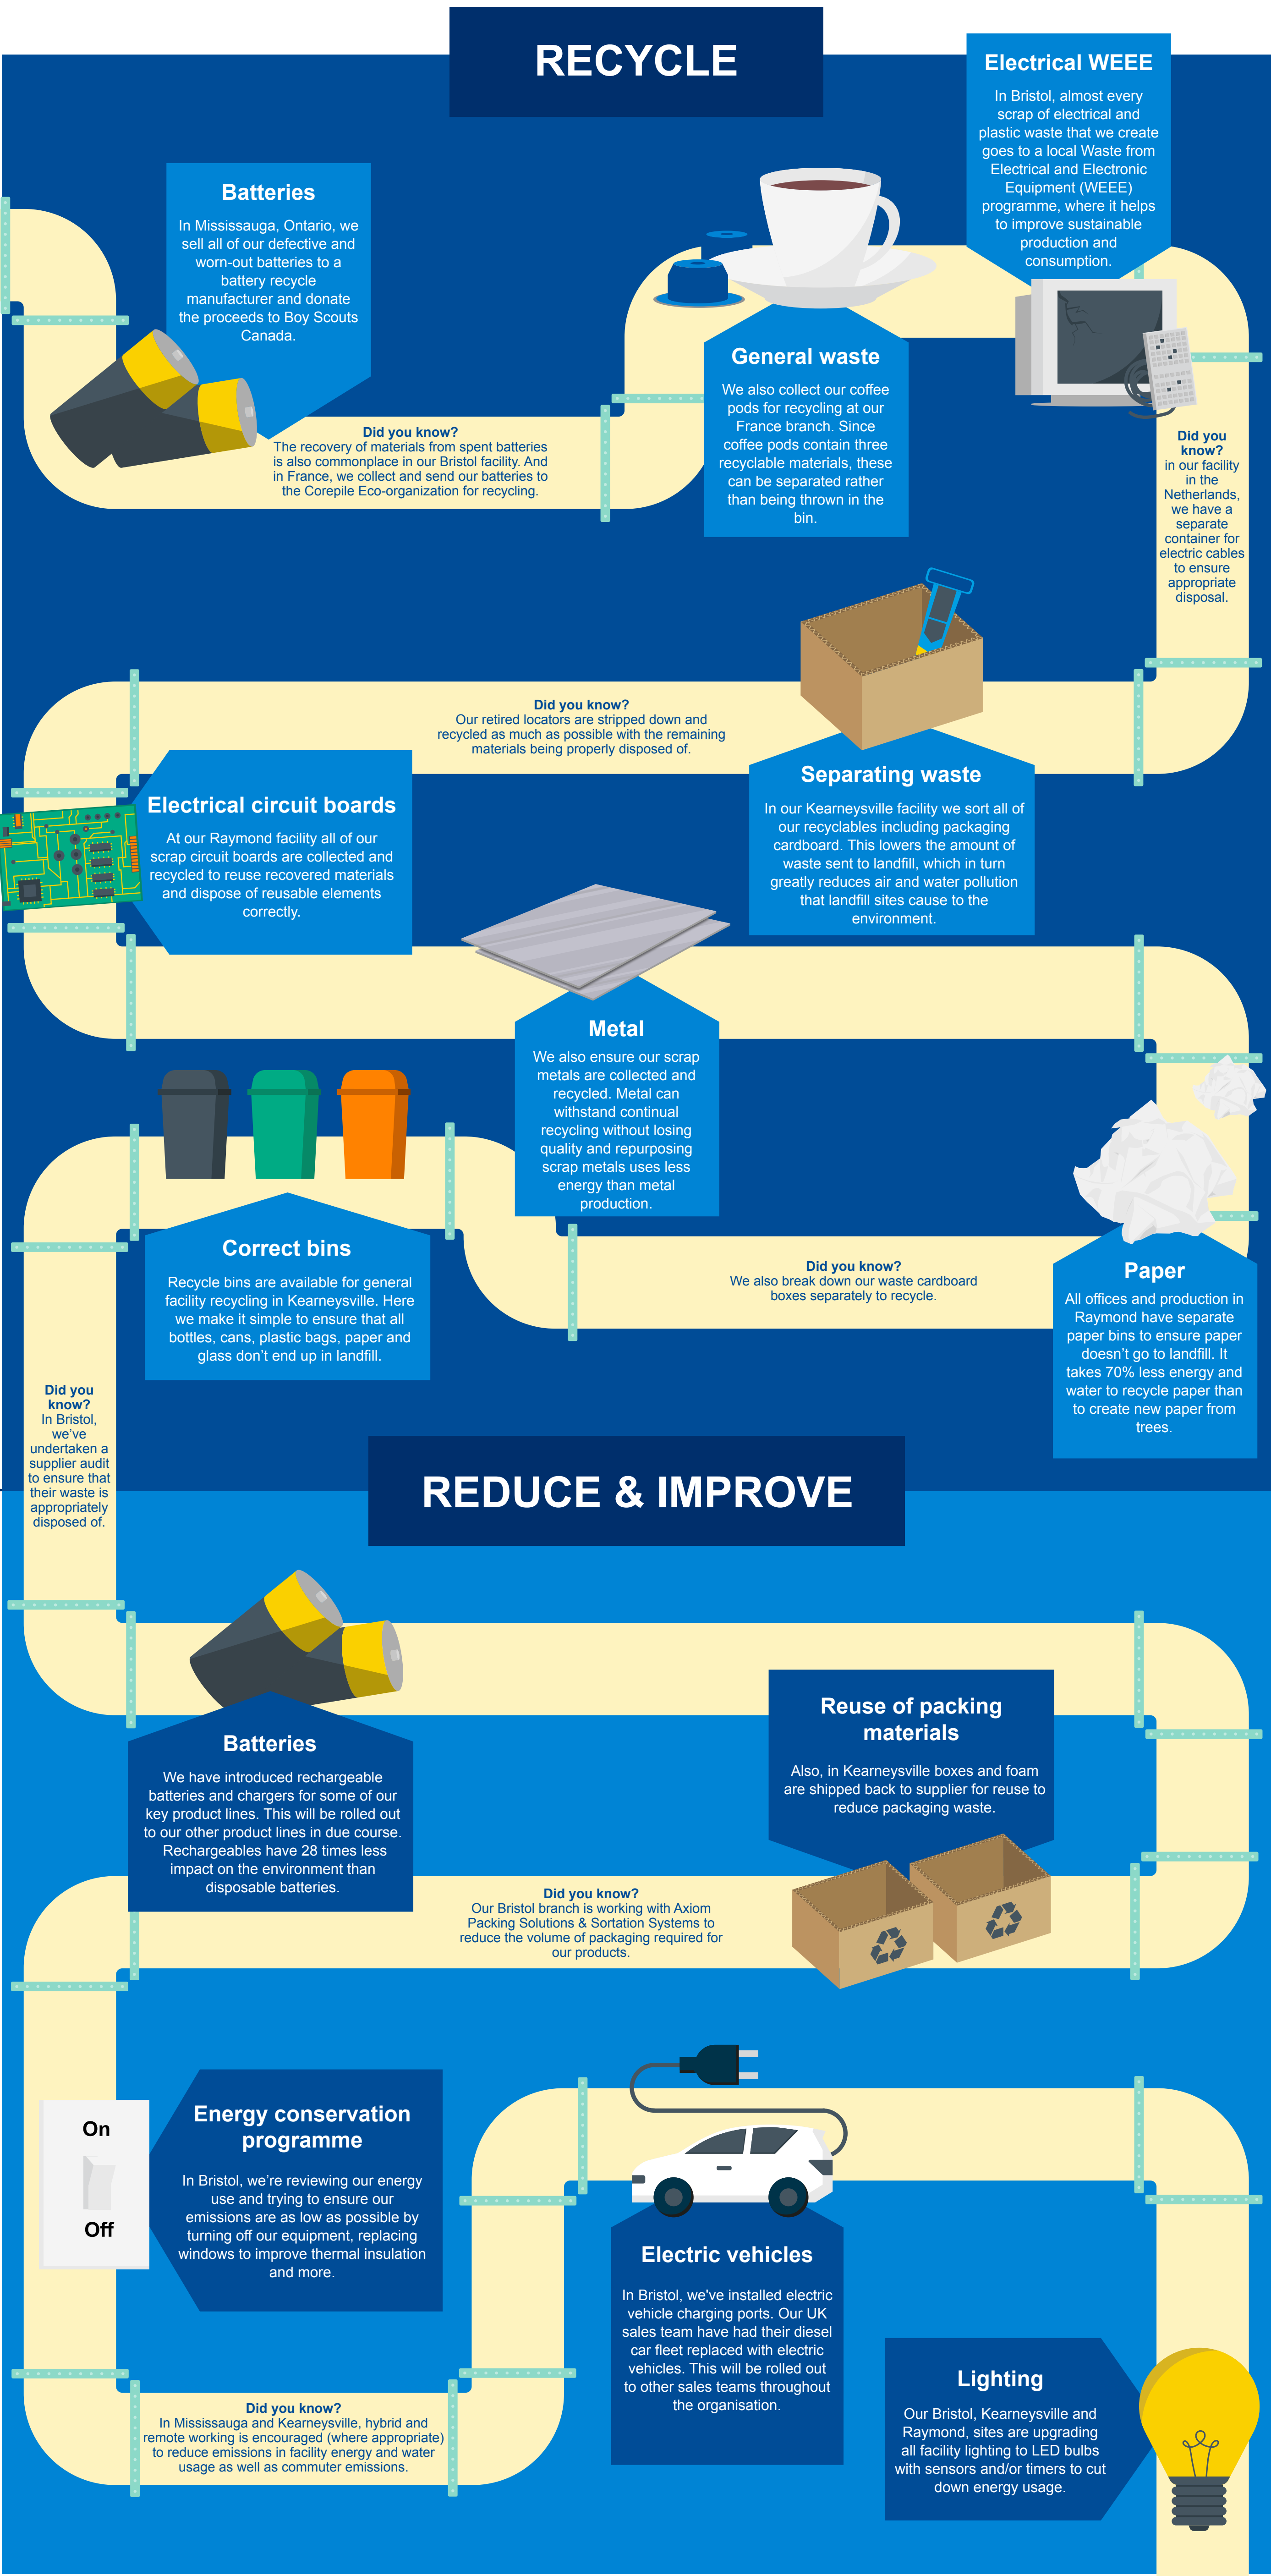 RECYCLE
Electrical WEEE
In Bristol, almost every
scrap of electrical and
plastic waste that we create
goes to a local Waste from
Electrical and Electronic
Equipment (WEEE)
programme, where it helps
to improve sustainable
production and
consumption.
Batteries
In Mississauga, Ontario, we
sell all of our defective and
worn-out batteries to a
battery recycle
manufacturer and donate
the proceeds to Boy Scouts
Canada.
General waste
We also collect our coffee
pods for recycling at our
France branch. Since
coffee pods contain three
recyclable materials, these
can be separated rather
than being thrown in the
bin.
Did you know?
The recovery of materials from spent batteries
is also commonplace in our Bristol facility. And
in France, we collect and send our batteries to
the Corepile Eco-organization for recycling.
Did you
know?
in our facility
in the
Netherlands,
we have a
separate
container for
electric cables
to ensure
appropriate
disposal.
Did you know?
Our retired locators are stripped down and
recycled as much as possible with the remaining
materials being properly disposed of.
Separating waste
In our Kearneysville facility we sort all of
our recyclables including packaging
cardboard. This lowers the amount of
waste sent to landfill, which in turn
greatly reduces air and water pollution
that landfill sites cause to the
environment.
Electrical circuit boards
At our Raymond facility all of our
scrap circuit boards are collected and
recycled to reuse recovered materials
and dispose of reusable elements
correctly.
Metal
We also ensure our scrap
metals are collected and
recycled. Metal can
withstand continual
recycling without losing
quality and repurposing
scrap metals uses less
energy than metal
production.
Correct bins
Recycle bins are available for general
facility recycling in Kearneysville. Here
we make it simple to ensure that all
bottles, cans, plastic bags, paper and
glass don't end up in landfill.
Did you know?
We also break down our waste cardboard
boxes separately to recycle.
Paper
All offices and production in
Raymond have separate
paper bins to ensure paper
doesn't go to landfill. It
takes 70% less energy and
water to recycle paper than
to create new paper from
trees.
Did you
know?
In Bristol,
we've
undertaken a
supplier audit
to ensure that
their waste is
appropriately
disposed of.
REDUCE & IMPROVE
Batteries
We have introduced rechargeable
batteries and chargers for some of our
key product lines. This will be rolled out
to our other product lines in due course.
Rechargeables have 28 times less
impact on the environment than
disposable batteries.
Reuse of packing
materials
Also, in Kearneysville boxes and foam
are shipped back to supplier for reuse to
reduce packaging waste.
Did you know?
Our Bristol branch is working with Axiom
Packing Solutions & Sortation Systems to
reduce the volume of packaging required for
our products.
On
Off
Energy conservation
programme
In Bristol, we're reviewing our energy
use and trying to ensure our
emissions are as low as possible by
turning off our equipment, replacing
windows to improve thermal insulation
and more.
Electric vehicles
In Bristol, we've installed electric
vehicle charging ports. Our UK
sales team have had their diesel
car fleet replaced with electric
vehicles. This will be rolled out
to other sales teams throughout
the organisation.
Lighting
Our Bristol, Kearneysville and
Raymond, sites are upgrading
all facility lighting to LED bulbs
with sensors and/or timers to cut
down energy usage.
Did you know?
In Mississauga and Kearneysville, hybrid and
remote working is encouraged (where appropriate)
to reduce emissions in facility energy and water
usage as well as commuter emissions.